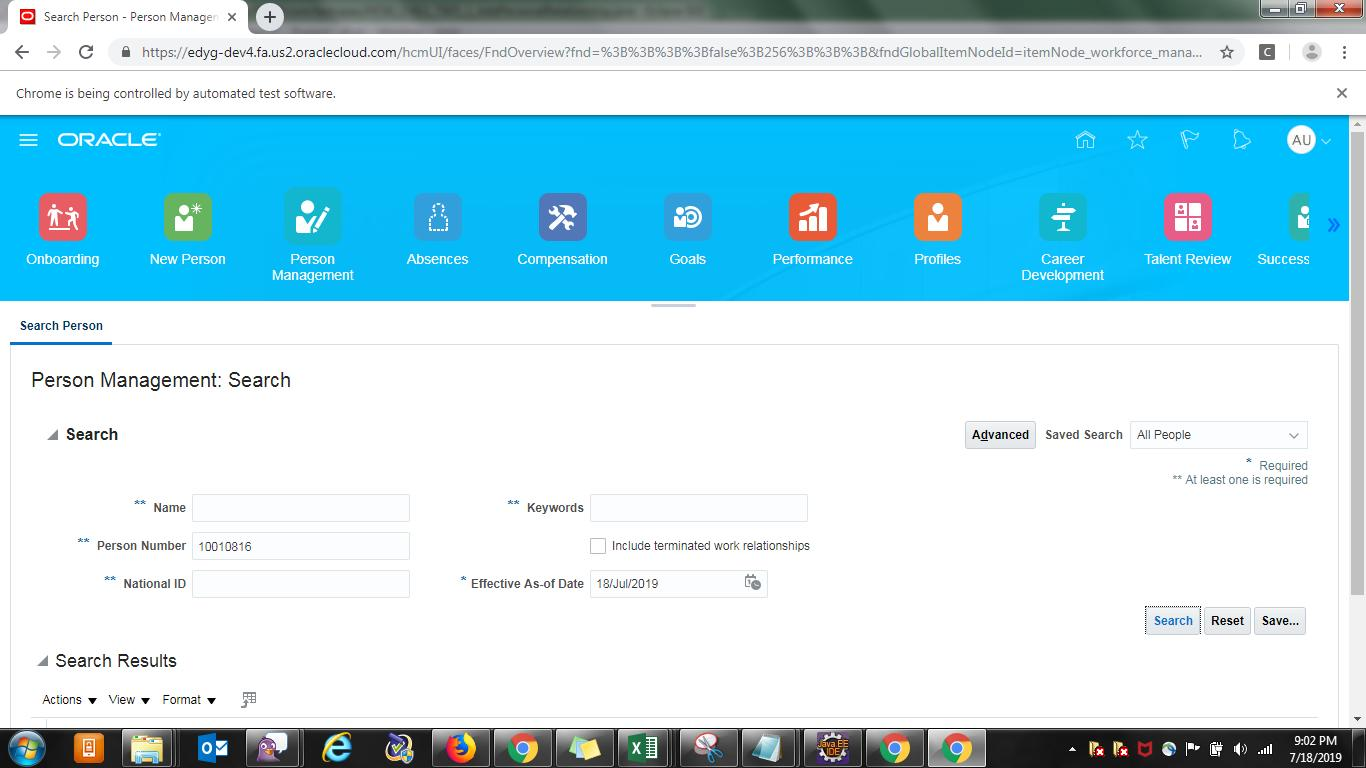 Search Person - Person Managen
https://edyg-dev4.fa.us2.oraclecloud.com/hcmUI/faces/FndOverview?fnd=%3B%3B%3B%3Bfalse%3B256%3B%3B%3B&fndGlobalItemNodeId=itemNode_workforce_mana...
C
Chrome is being controlled by automated test software.
ORACLE
AU
Onboarding
New Person
Person Management
Absences
Compensation
Goals
Performance
Profiles
Career Development
Talent Review
Success
Search Person
Person Management: Search
Search
Advanced Saved Search All People
* Required
** At least one is required
** Name
** Keywords
** Person Number 10010816
Include terminated work relationships
** National ID
* Effective As-of Date 18/Jul/2019
Search Reset Save...
Search Results
Actions View Format
Java EE IDE
9:02 PM
7/18/2019